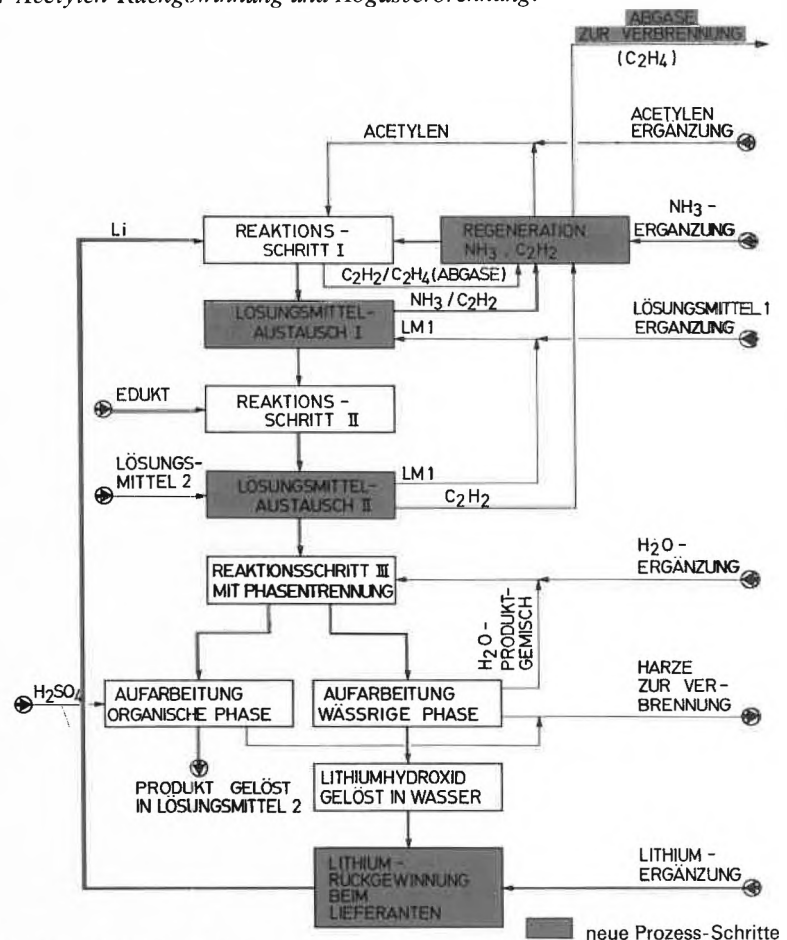 Acetylen-Rückgewinnung und Abgasverbrennung.
ABGASE
ZUR VERBRENNUNG
(C2H4)
ACETYLEN
ERGÄNZUNG
ACETYLEN
NH3-
ERGÄNZUNG
Li
REAKTIONS-
SCHRITT I
REGENERATION
NH3, C2H2
C2H2/C2H4(ABGASE)
NH3/C2H2
LÖSUNGSMITTEL-
AUSTAUSCH I
LM1
LÖSUNGSMITTEL 1
ERGÄNZUNG
EDUKT
REAKTIONS-
SCHRITT II
LÖSUNGS-
MITTEL 2
LÖSUNGSMITTEL-
AUSTAUSCH II
LM1
C2H2
REAKTIONSSCHRITT III
MIT PHASENTRENNUNG
H2O-
ERGÄNZUNG
H2O-
PRODUKT-
GEMISCH
H2SO4
AUFARBEITUNG
ORGANISCHE PHASE
AUFARBEITUNG
WÄSSRIGE PHASE
HARZE
ZUR VER-
BRENNUNG
PRODUKT GELÖST
IN LÖSUNGSMITTEL 2
LITHIUMHYDROXID
GELÖST IN WASSER
LITHIUM-
RÜCKGEWINNUNG
BEIM
LIEFERANTEN
LITHIUM-
ERGÄNZUNG
neue Prozess-Schritte